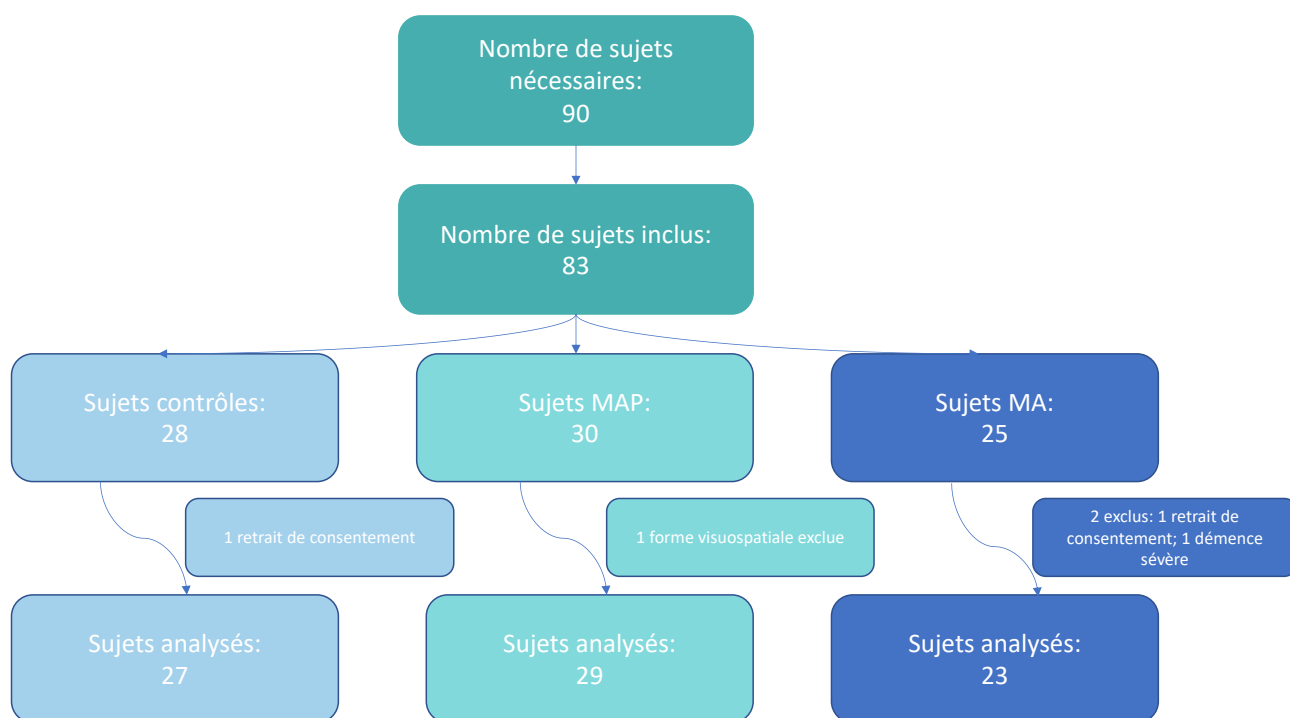 Nombre de sujets
nécessaires:
90
Nombre de sujets inclus:
83
Sujets contrôles:
28
Sujets MAP:
30
Sujets MA:
25
1 retrait de consentement
1 forme visuospatiale exclue
2 exclus: 1 retrait de
consentement; 1 démence
sévère
Sujets analysés:
27
Sujets analysés:
29
Sujets analysés:
23